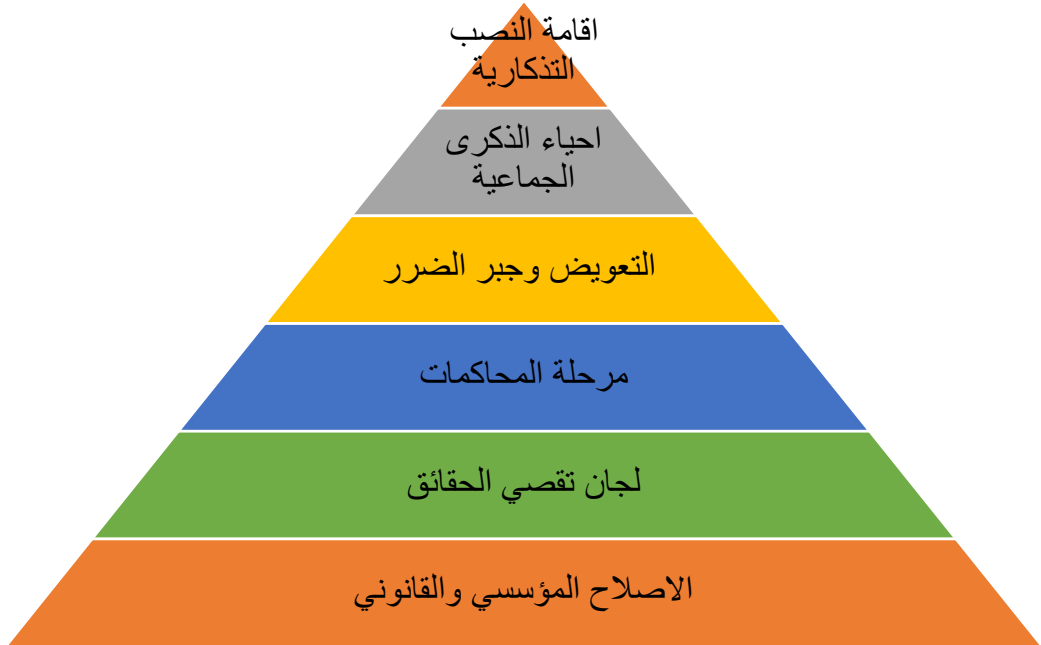 اقامة النصب
التذكارية
احياء الذكرى
الجماعية
التعويض وجبر الضرر
مرحلة المحاكمات
لجان تقصي الحقائق
الاصلاح المؤسسي والقانوني